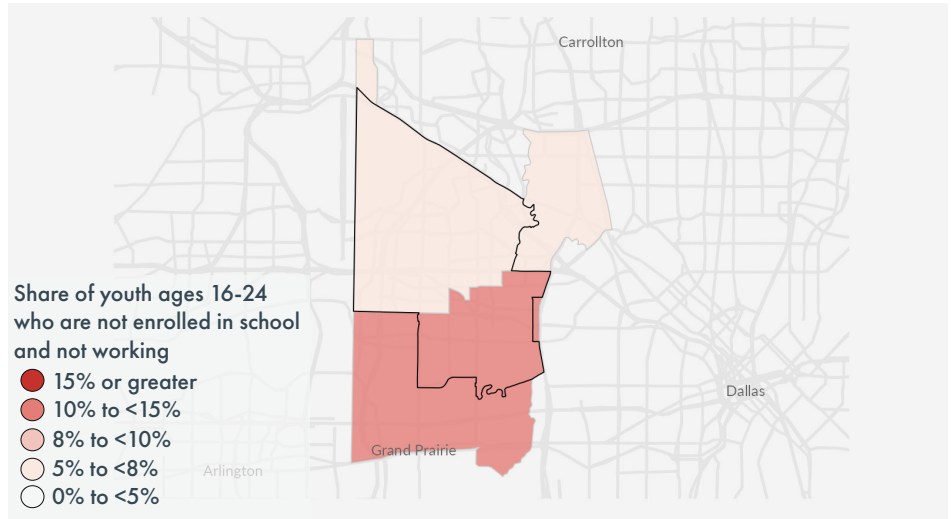 Carrollton
Share of youth ages 16-24
who are not enrolled in school
and not working
15% or greater
10% to <15%
8% to <10%
5% to <8%
0% to <5%
Dallas
Grand Prairie
Arlington